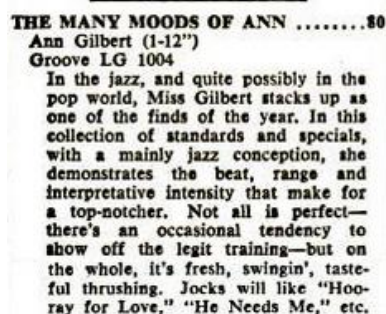 THE MANY MOODS OF ANN ........80
Ann Gilbert (1-12")
Groove LG 1004
In the jazz, and quite possibly in the
pop world, Miss Gilbert stacks up as
one of the finds of the year. In this
collection of standards and specials,
with a mainly jazz conception, she
demonstrates the beat, range and
interpretative intensity that make for
a top-notcher. Not all is perfect—
there's an occasional tendency to
show off the legit training—but on
the whole, it's fresh, swingin', taste-
ful thrushing. Jocks will like "Hoo-
ray for Love," "He Needs Me," etc.